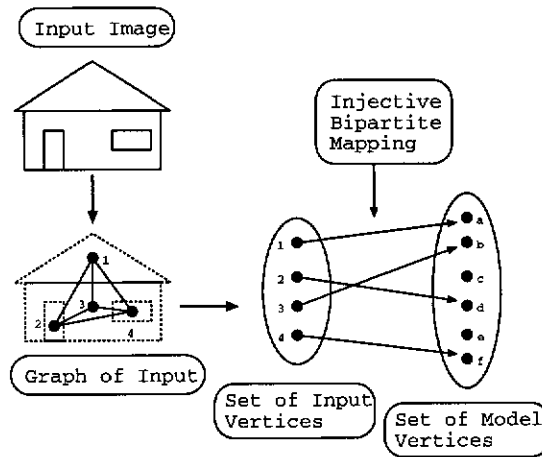 Input Image
Injective
Bipartite
Mapping
1
2
3
4
1
2
3
4
a
b
c
d
e
f
Graph of Input
Set of Input
Vertices
Set of Model
Vertices